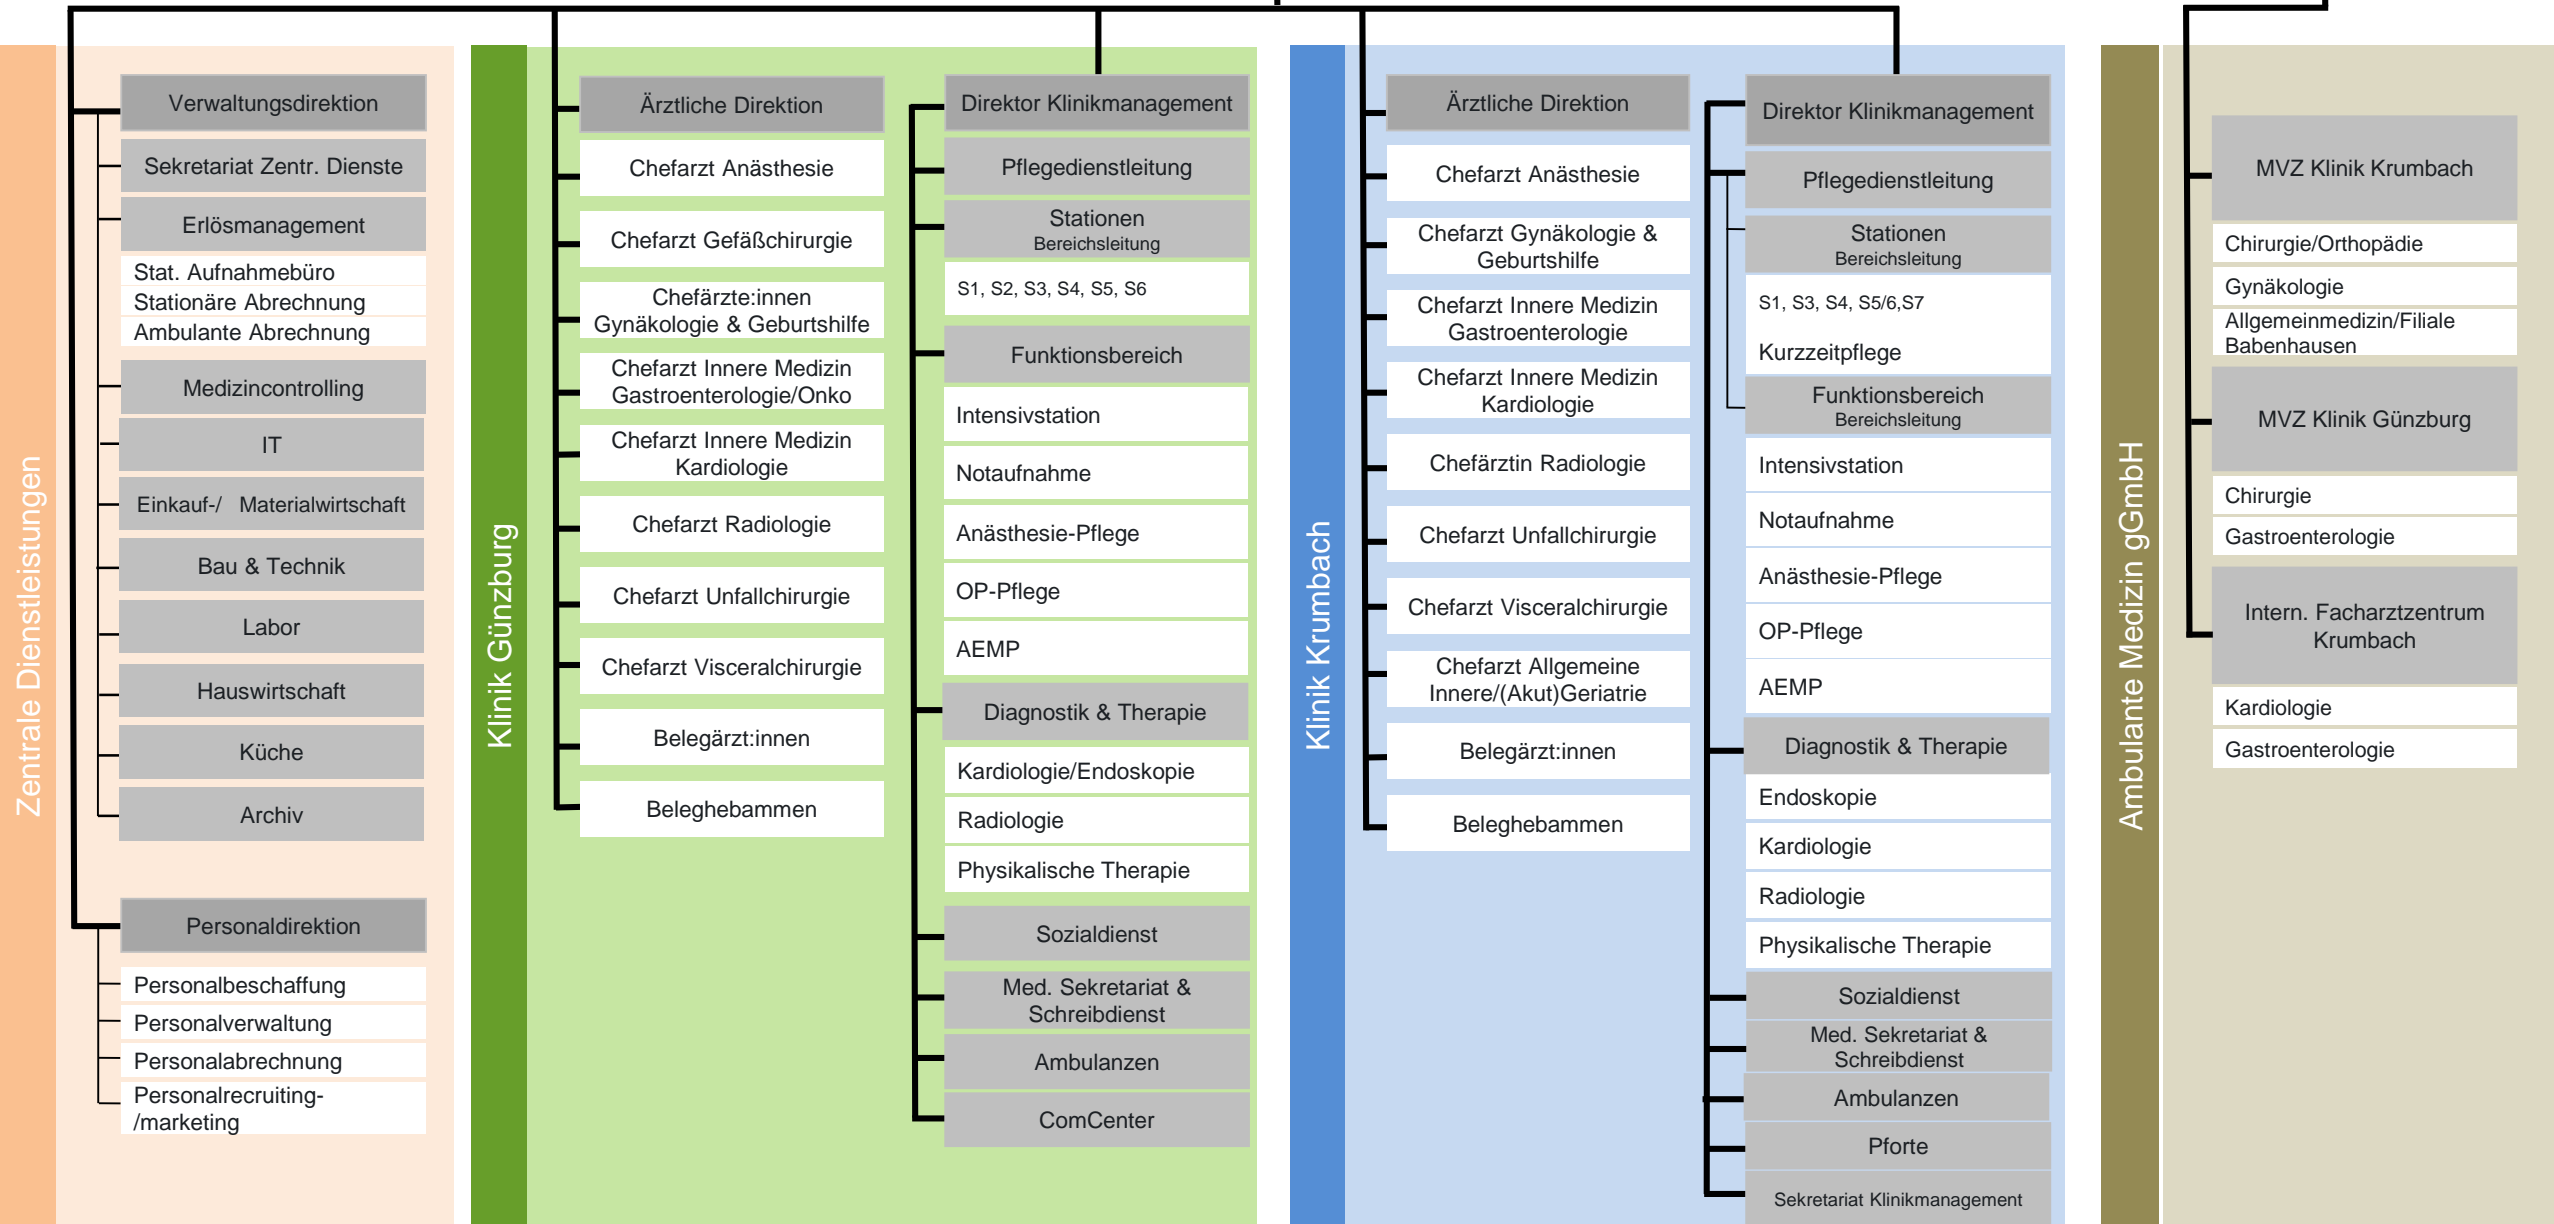 Zentrale Dienstleistungen
Verwaltungsdirektion
Sekretariat Zentr. Dienste
Erlösmanagement
Stat. Aufnahmebüro
Stationäre Abrechnung
Ambulante Abrechnung
Medizincontrolling
IT
Einkauf-/ Materialwirtschaft
Bau & Technik
Labor
Hauswirtschaft
Küche
Archiv
Personaldirektion
Personalbeschaffung
Personalverwaltung
Personalabrechnung
Personalrecruiting-
/marketing
Klinik Günzburg
Ärztliche Direktion
Chefarzt Anästhesie
Chefarzt Gefäßchirurgie
Chefärzte:innen
Gynäkologie & Geburtshilfe
Chefarzt Innere Medizin
Gastroenterologie/Onko
Chefarzt Innere Medizin
Kardiologie
Chefarzt Radiologie
Chefarzt Unfallchirurgie
Chefarzt Visceralchirurgie
Belegärzt:innen
Beleghebammen
Direktor Klinikmanagement
Pflegedienstleitung
Stationen
Bereichsleitung
S1, S2, S3, S4, S5, S6
Funktionsbereich
Intensivstation
Notaufnahme
Anästhesie-Pflege
OP-Pflege
AEMP
Diagnostik & Therapie
Kardiologie/Endoskopie
Radiologie
Physikalische Therapie
Sozialdienst
Med. Sekretariat &
Schreibdienst
Ambulanzen
ComCenter
Klinik Krumbach
Ärztliche Direktion
Chefarzt Anästhesie
Chefarzt Gynäkologie &
Geburtshilfe
Chefarzt Innere Medizin
Gastroenterologie
Chefarzt Innere Medizin
Kardiologie
Chefärztin Radiologie
Chefarzt Unfallchirurgie
Chefarzt Visceralchirurgie
Chefarzt Allgemeine
Innere/(Akut)Geriatrie
Belegärzt:innen
Beleghebammen
Direktor Klinikmanagement
Pflegedienstleitung
Stationen
Bereichsleitung
S1, S3, S4, S5/6,S7
Kurzzeitpflege
Funktionsbereich
Bereichsleitung
Intensivstation
Notaufnahme
Anästhesie-Pflege
OP-Pflege
AEMP
Diagnostik & Therapie
Endoskopie
Kardiologie
Radiologie
Physikalische Therapie
Sozialdienst
Med. Sekretariat &
Schreibdienst
Ambulanzen
Pforte
Sekretariat Klinikmanagement
Ambulante Medizin gGmbH
MVZ Klinik Krumbach
Chirurgie/Orthopädie
Gynäkologie
Allgemeinmedizin/Filiale
Babenhausen
MVZ Klinik Günzburg
Chirurgie
Gastroenterologie
Intern. Facharztzentrum
Krumbach
Kardiologie
Gastroenterologie